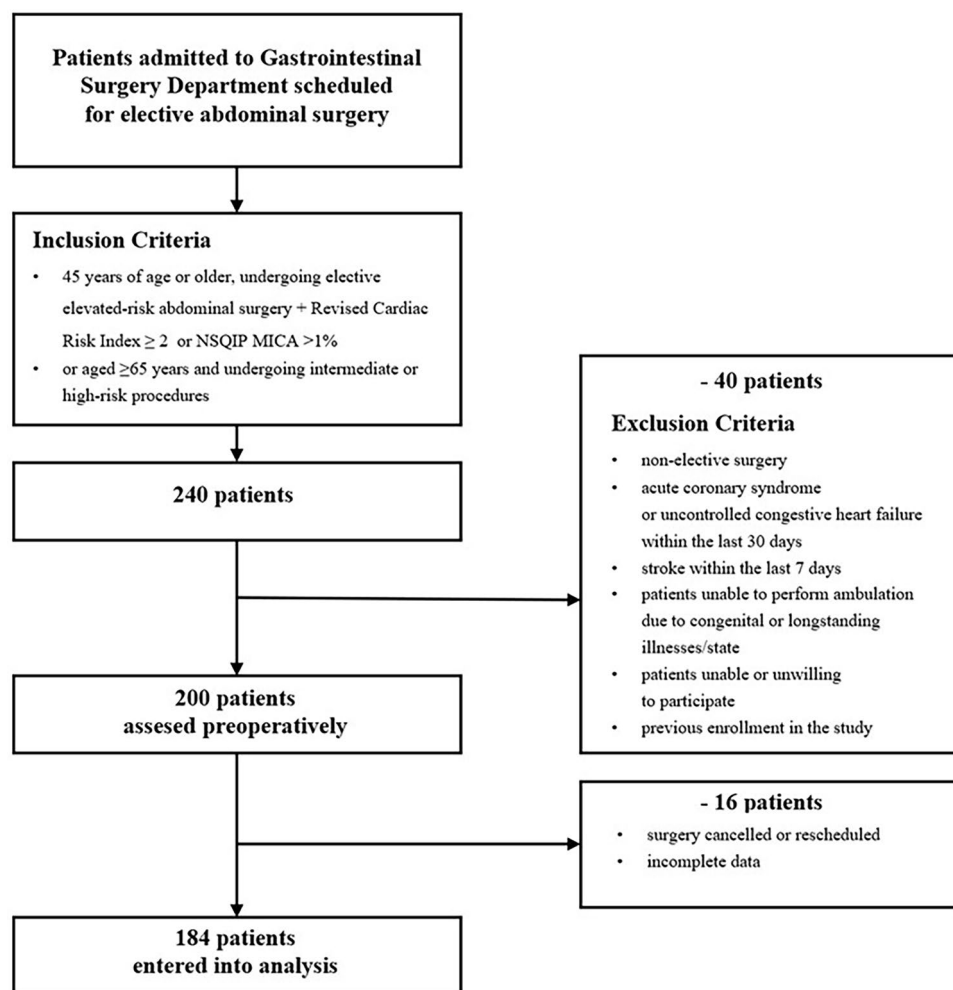 Patients admitted to Gastrointestinal
Surgery Department scheduled
for elective abdominal surgery
Inclusion Criteria
• 45 years of age or older, undergoing elective
elevated-risk abdominal surgery + Revised Cardiac
Risk Index ≥ 2 or NSQIP MICA >1%
• or aged ≥65 years and undergoing intermediate or
high-risk procedures
240 patients
- 40 patients
Exclusion Criteria
• non-elective surgery
• acute coronary syndrome
or uncontrolled congestive heart failure
within the last 30 days
• stroke within the last 7 days
• patients unable to perform ambulation
due to congenital or longstanding
illnesses/state
• patients unable or unwilling
to participate
• previous enrollment in the study
200 patients
assesed preoperatively
- 16 patients
• surgery cancelled or rescheduled
• incomplete data
184 patients
entered into analysis